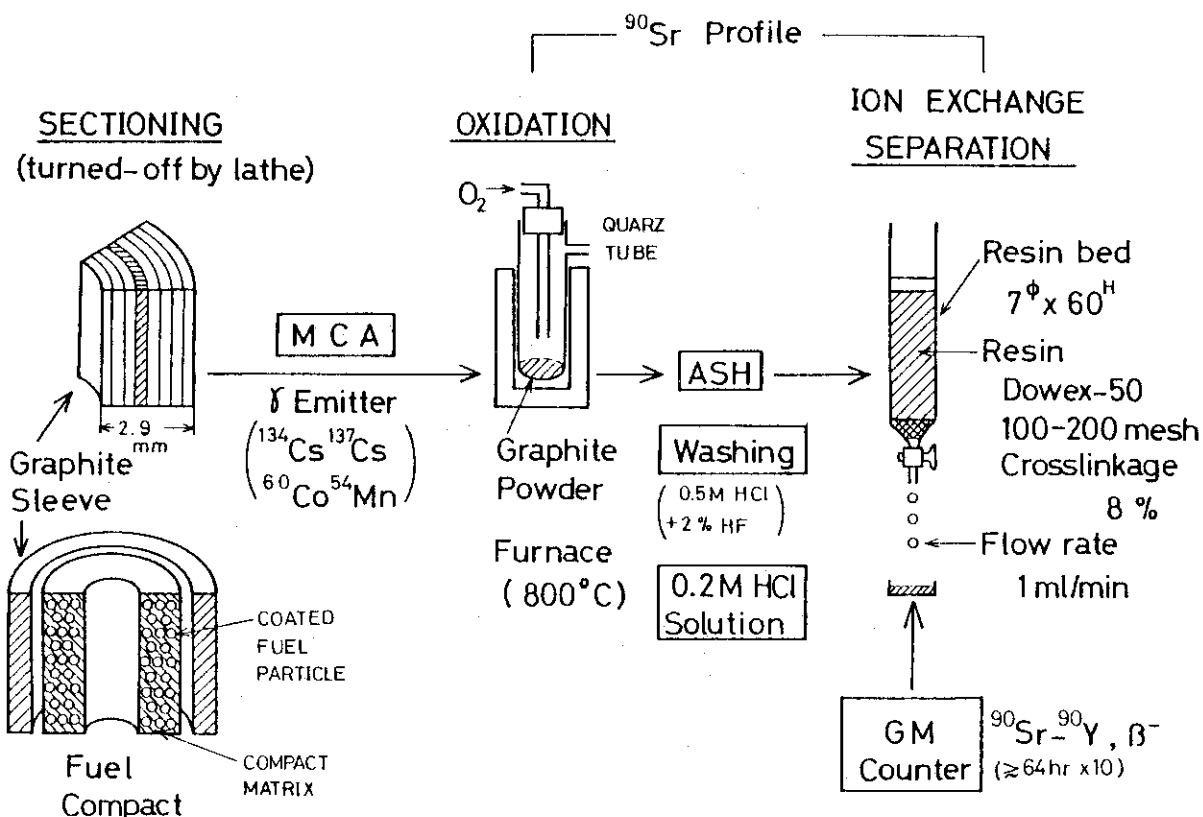 ⁹⁰Sr Profile
SECTIONING
(turned-off by lathe)
OXIDATION
ION EXCHANGE
SEPARATION
O₂
QUARZ
TUBE
2.9
mm
Graphite
Sleeve
MCA
γ Emitter
(¹³⁴Cs ¹³⁷Cs
⁶⁰Co ⁵⁴Mn)
Graphite
Powder
Furnace
(800°C)
ASH
Washing
(0.5M HCl
+2% HF)
0.2M HCl
Solution
Resin bed
7ᶲ x 60ᴴ
Resin
Dowex-50
100-200 mesh
Crosslinkage
8 %
Flow rate
1 ml/min
COATED
FUEL
PARTICLE
COMPACT
MATRIX
Fuel
Compact
GM
Counter
⁹⁰Sr-⁹⁰Y, β⁻
(≳64hr x10)